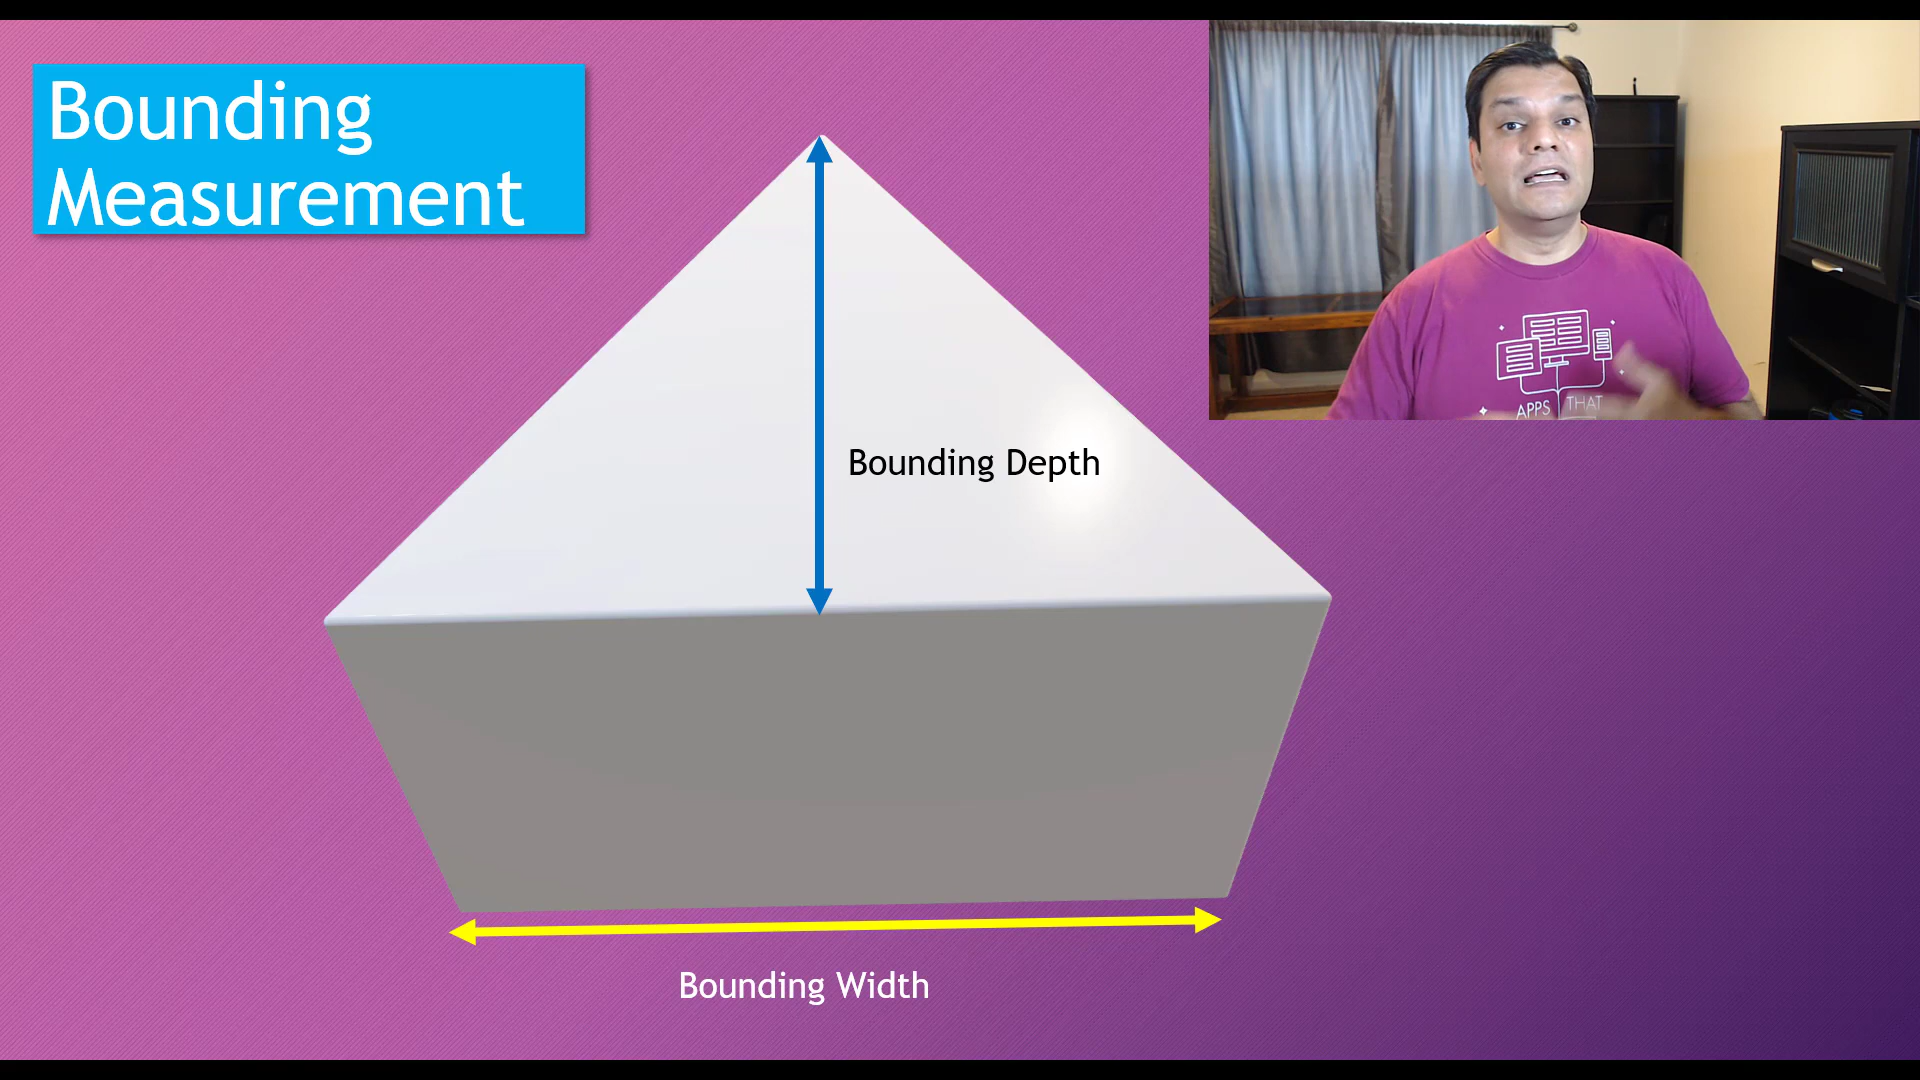 Bounding
Measurement
APPS THAT
Bounding Depth
Bounding Width